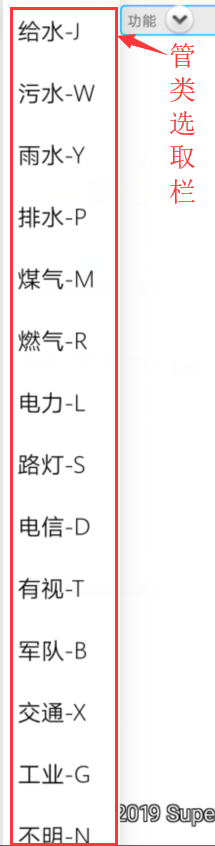 给水-J
功能
污水-W
雨水-Y
排水-P
煤气-M
燃气-R
电力-L
路灯-S
电信-D
有视-T
军队-B
交通-X
工业-G
不明-N
管类选取栏
2019 Supe